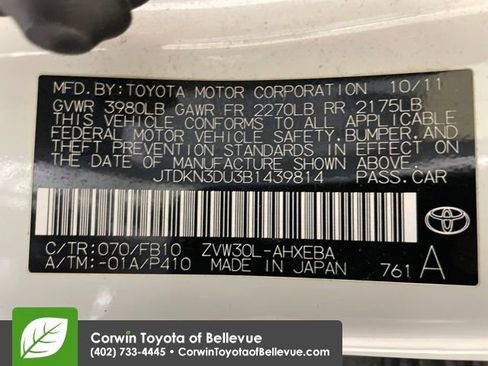 MFD. BY: TOYOTA MOTOR CORPORATION 10/11
GVWR 3980LB GAWR FR 2270LB RR 2175LB
THIS VEHICLE CONFORMS TO ALL APPLICABLE
FEDERAL MOTOR VEHICLE SAFETY, BUMPER, AND
THEFT PREVENTION STANDARDS IN EFFECT ON
THE DATE OF MANUFACTURE SHOWN ABOVE.
JTDKN3DU3B1439814 PASS. CAR
C/TR: 070/FB10 ZVW30L-AHXEBA
A/TM: -01A/P410 MADE IN JAPAN 761 A
Corwin Toyota of Bellevue
(402) 733-4445 • CorwinToyotaofBellevue.com